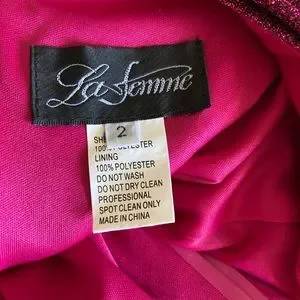 La Femme
2
100% POLYESTER
LINING
100% POLYESTER
DO NOT WASH
DO NOT DRY CLEAN
PROFESSIONAL
SPOT CLEAN ONLY
MADE IN CHINA